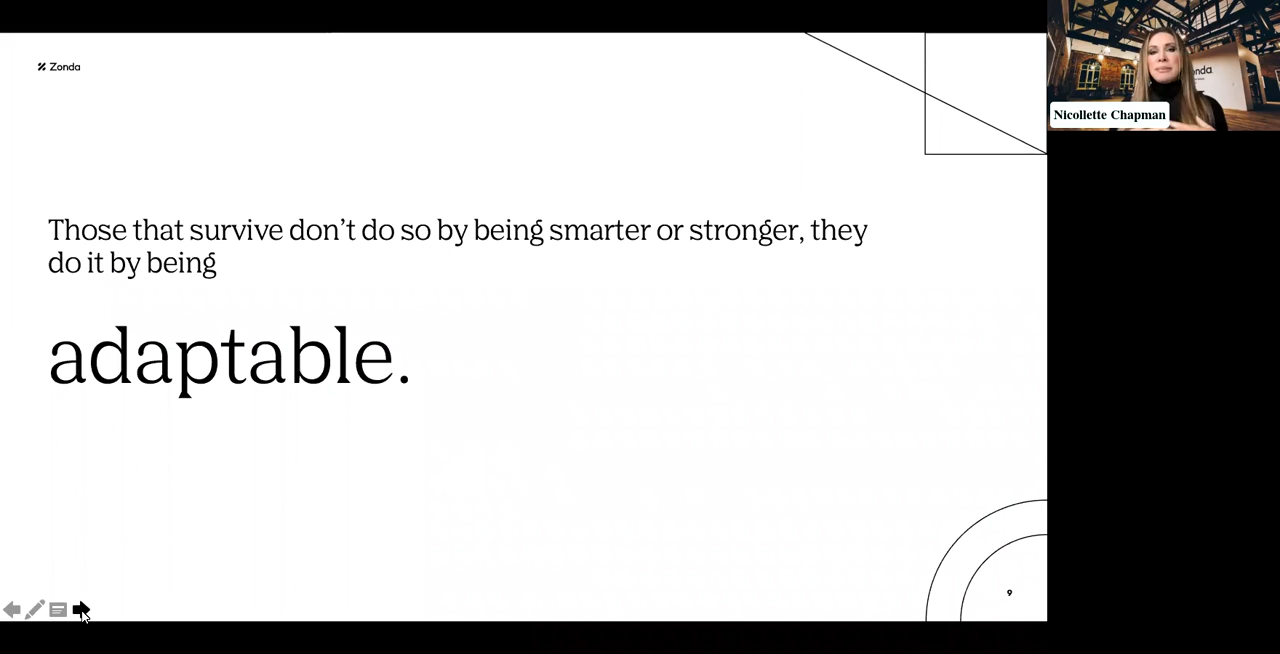 Zonda
Nicollette Chapman
Those that survive don’t do so by being smarter or stronger, they
do it by being
adaptable.
9